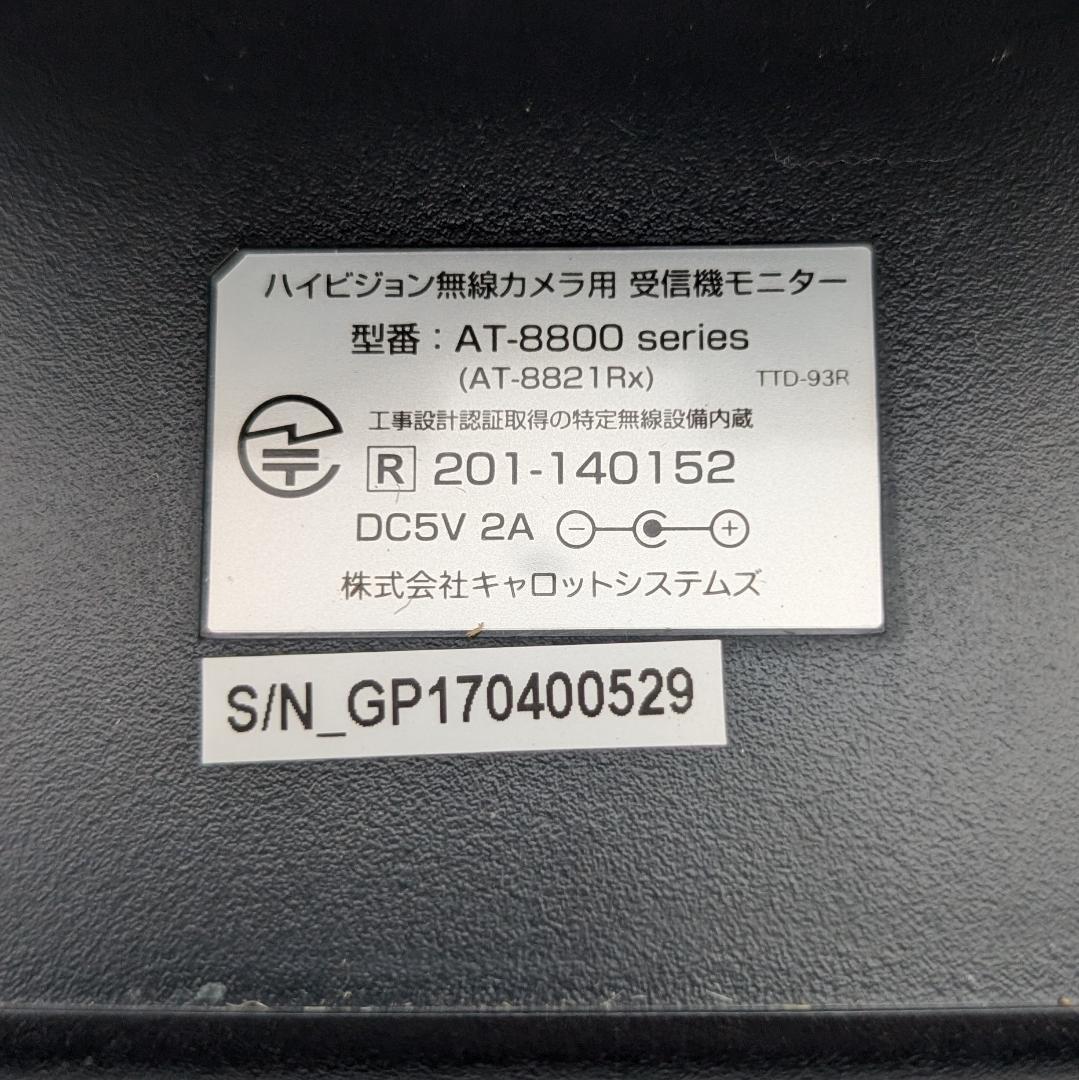 ハイビジョン無線カメラ用 受信機モニター
型番：AT-8800 series
(AT-8821Rx) TTD-93R
工事設計認証取得の特定無線設備内蔵
R 201-140152
DC5V 2A
株式会社キャロットシステムズ
S/N_GP170400529